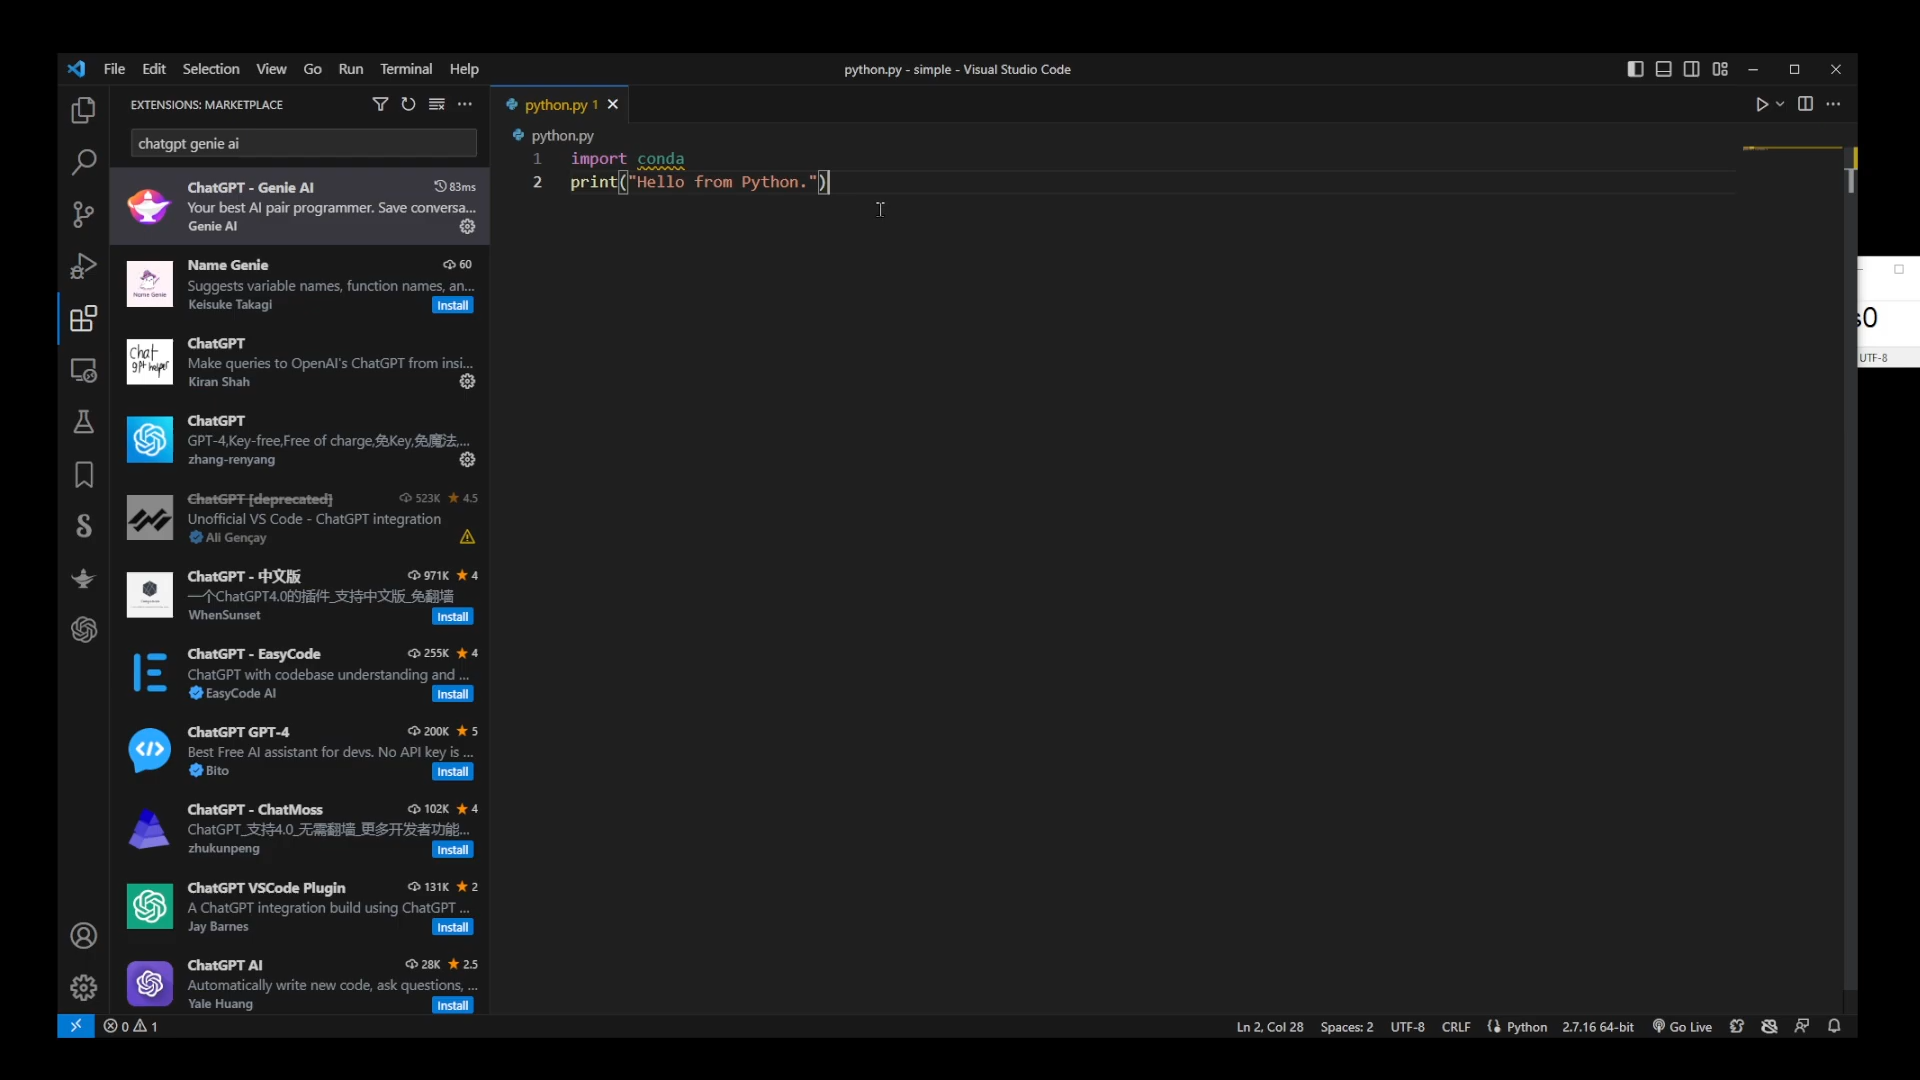 File Edit Selection View Go Run Terminal Help
python.py - simple - Visual Studio Code
EXTENSIONS: MARKETPLACE
chatgpt genie ai
ChatGPT - Genie AI 83ms
Your best AI pair programmer. Save conversa...
Genie AI
Name Genie 60
Name Genie
Suggests variable names, function names, an...
Keisuke Takagi Install
ChatGPT
Chat
gpt helper
Make queries to OpenAI's ChatGPT from insi...
Kiran Shah
ChatGPT
GPT-4,Key-free,Free of charge,免Key,免魔法,...
zhang-renyang
ChatGPT [deprecated] 523K 4.5
Unofficial VS Code - ChatGPT integration
Ali Gençay
ChatGPT - 中文版 971K 4
一个ChatGPT4.0的插件_支持中文版_免翻墙
WhenSunset Install
ChatGPT - EasyCode 255K 4
ChatGPT with codebase understanding and ...
EasyCode AI Install
ChatGPT GPT-4 200K 5
Best Free AI assistant for devs. No API key is ...
Bito Install
ChatGPT - ChatMoss 102K 4
ChatGPT_支持4.0_无需翻墙_更多开发者功能...
zhukunpeng Install
ChatGPT VSCode Plugin 131K 2
A ChatGPT integration build using ChatGPT ...
Jay Barnes Install
ChatGPT AI 28K 2.5
Automatically write new code, ask questions, ...
Yale Huang Install
python.py 1
python.py
1 import conda
2 print("Hello from Python.")
s0
UTF-8
0 1
Ln 2, Col 28 Spaces: 2 UTF-8 CRLF Python 2.7.16 64-bit Go Live